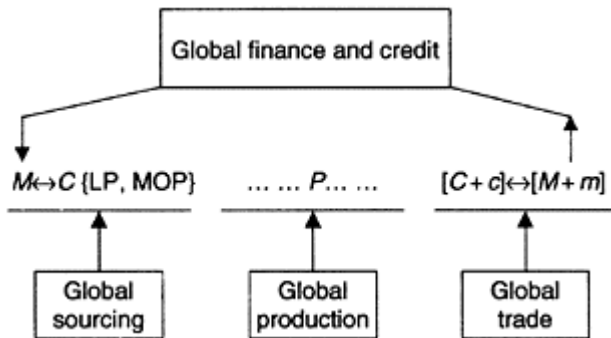 Global finance and credit
M↔C {LP, MOP}
... ... P... ...
[C + c]↔[M + m]
Global
sourcing
Global
production
Global
trade